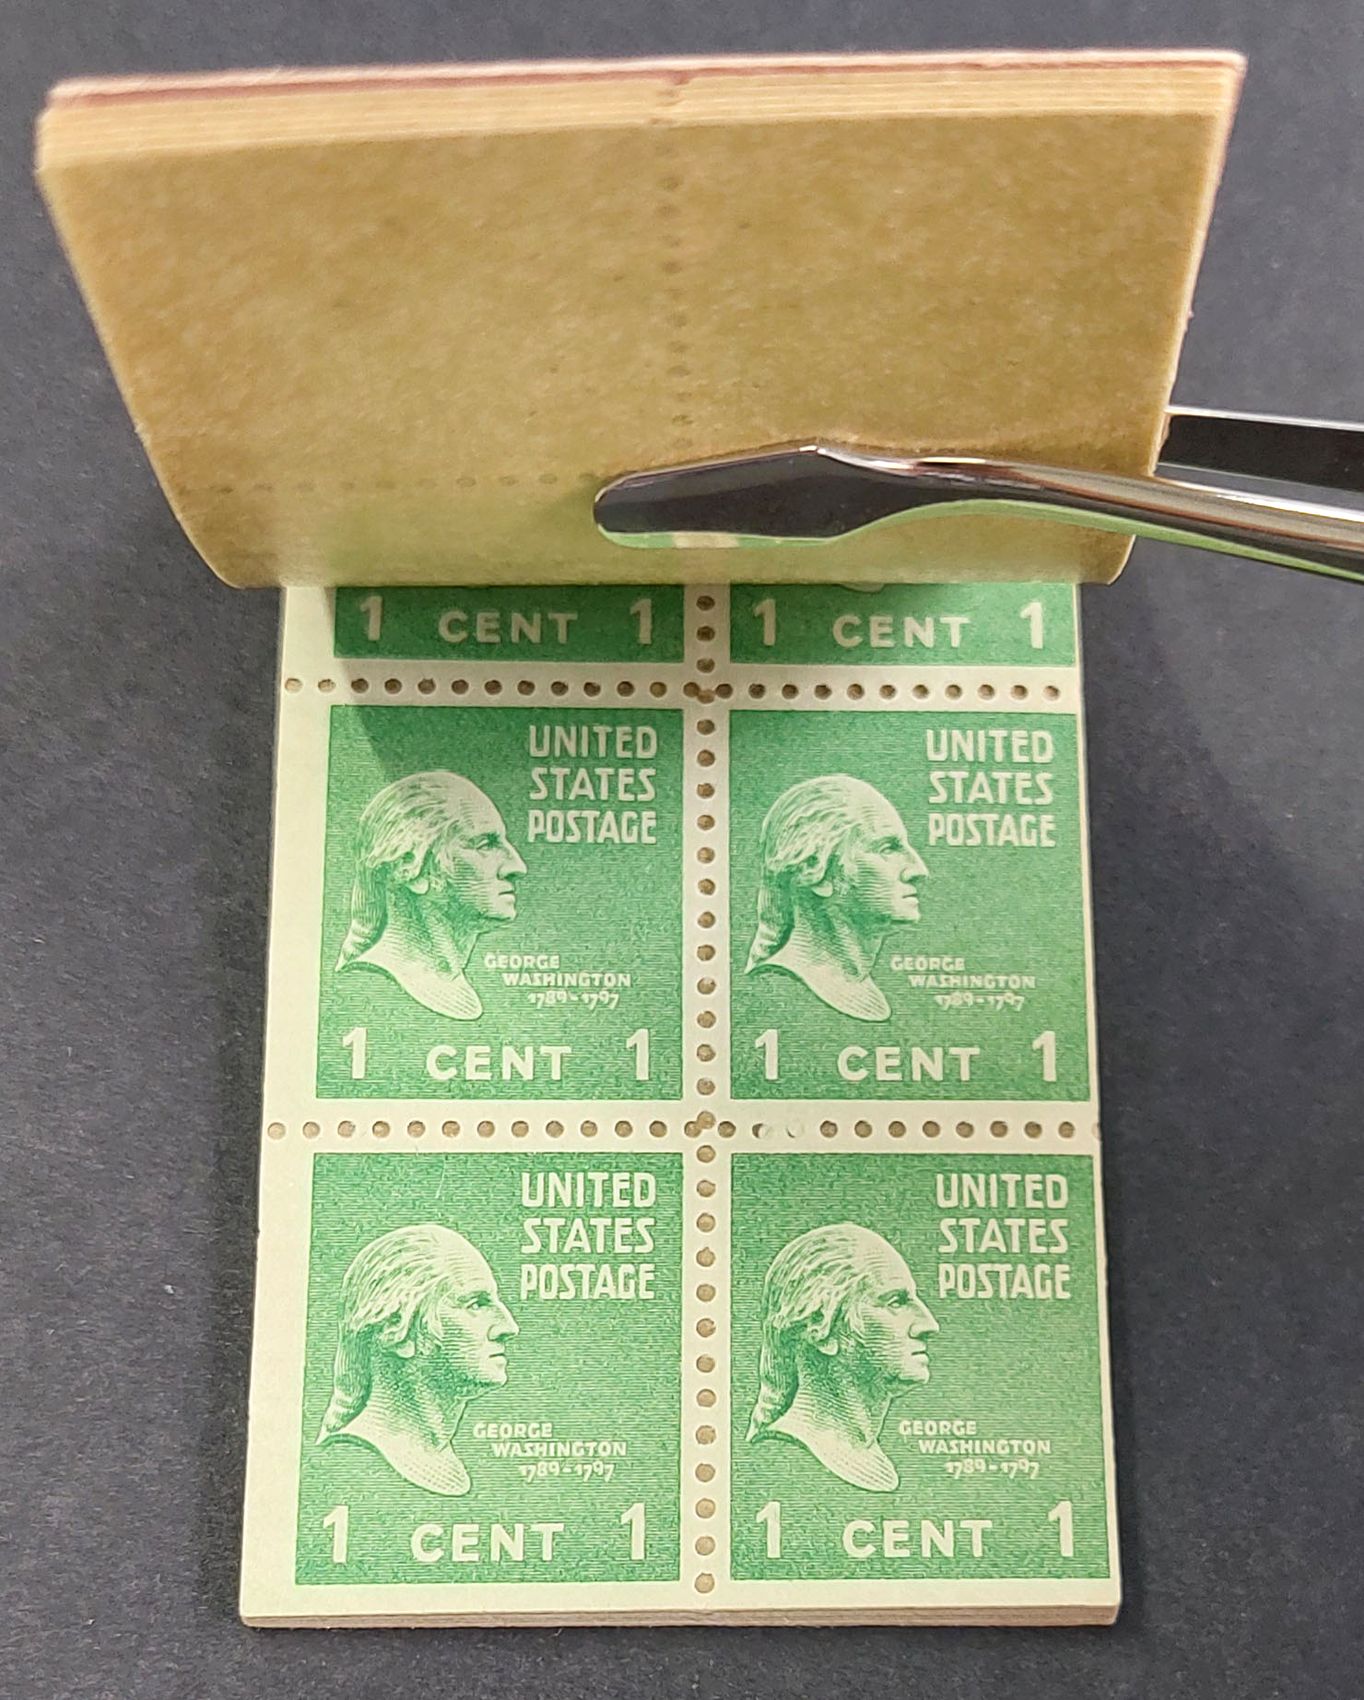 1 CENT 1
1 CENT 1
UNITED
STATES
POSTAGE
GEORGE
WASHINGTON
1789-1797
1 CENT 1
UNITED
STATES
POSTAGE
GEORGE
WASHINGTON
1789-1797
1 CENT 1
UNITED
STATES
POSTAGE
GEORGE
WASHINGTON
1789-1797
1 CENT 1
UNITED
STATES
POSTAGE
GEORGE
WASHINGTON
1789-1797
1 CENT 1